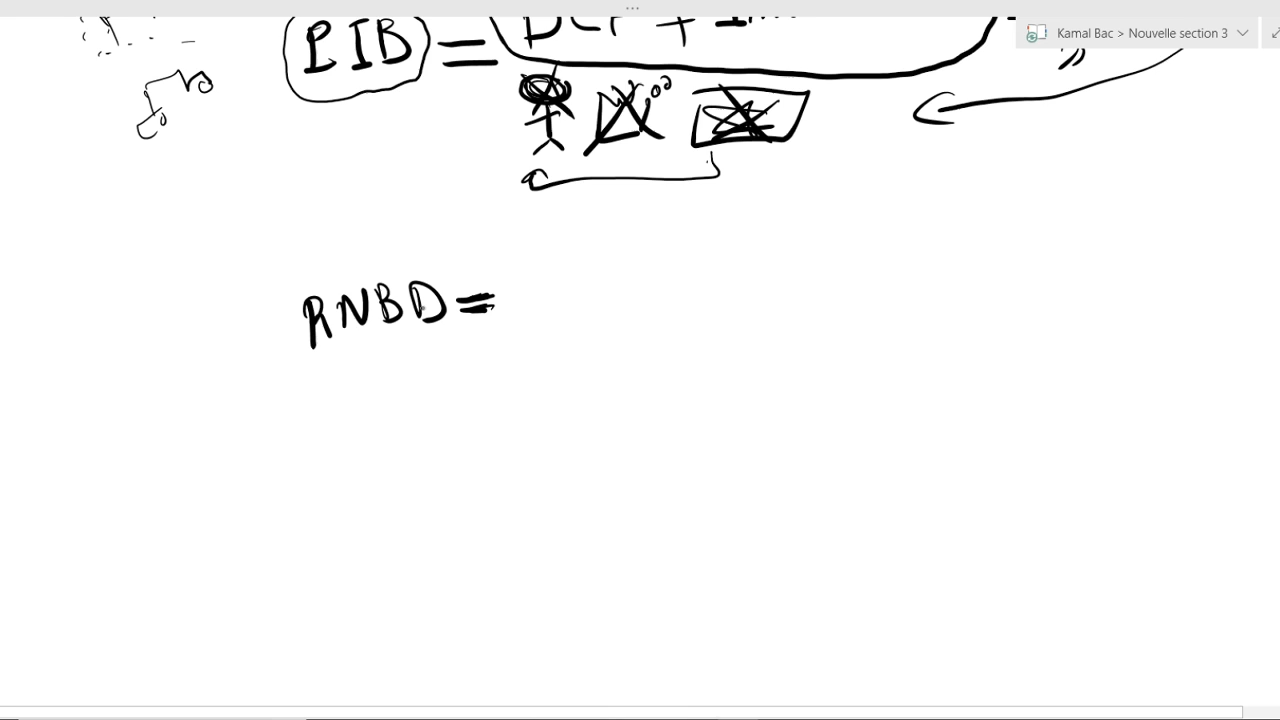 Kamal Bac > Nouvelle section 3
PIB =
RNBD =